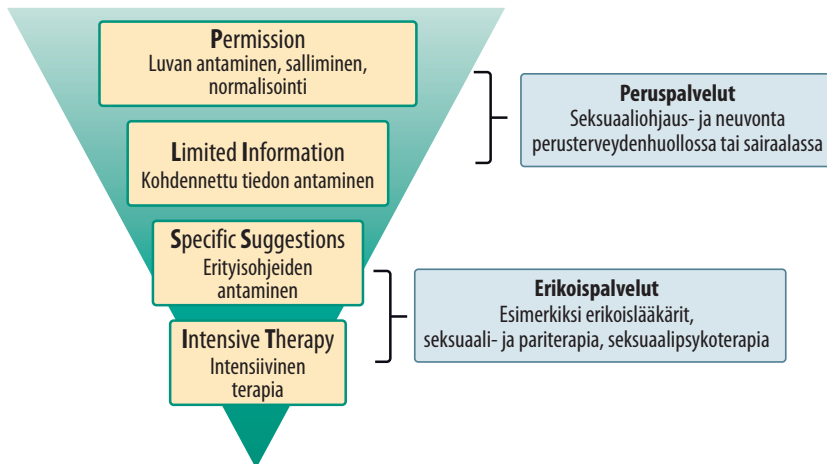 Permission
Luvan antaminen, salliminen,
normalisointi
Limited Information
Kohdennettu tiedon antaminen
Specific Suggestions
Erityisohjeiden
antaminen
Intensive Therapy
Intensiivinen
terapia
Peruspalvelut
Seksuaaliohjaus- ja neuvonta
perusterveydenhuollossa tai sairaalassa
Erikoispalvelut
Esimerkiksi erikoislääkärit,
seksuaali- ja pariterapia, seksuaalipsykoterapia